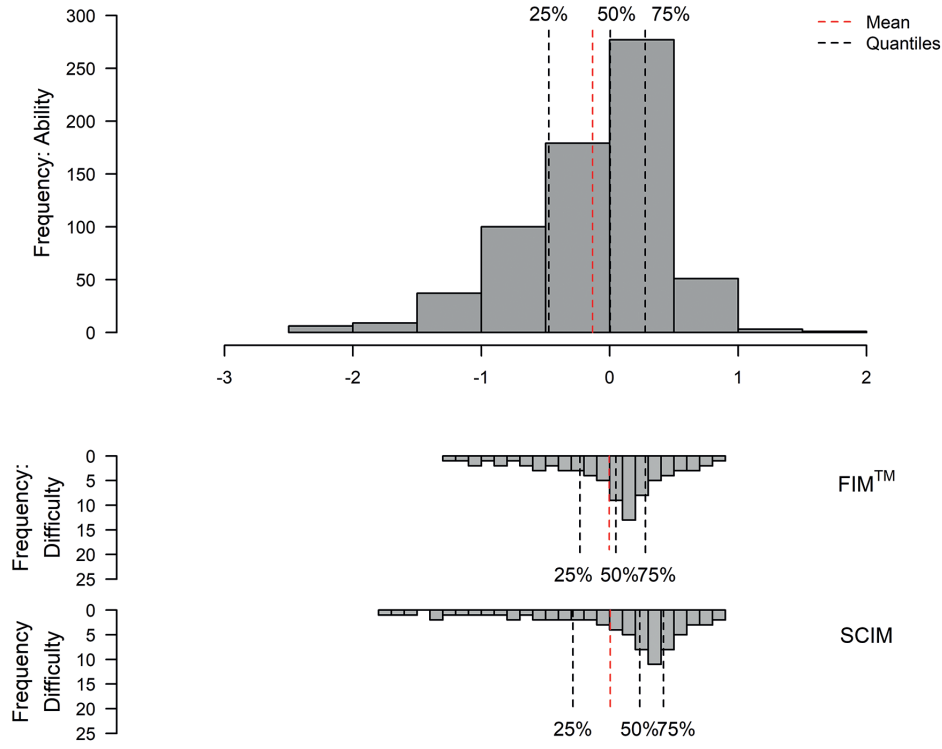 25% 50% 75%
Mean
Quantiles
Frequency: Ability
300
250
200
150
100
50
0
-3 -2 -1 0 1 2
Frequency:
Difficulty
0
5
10
15
20
25
25% 50% 75%
FIM™
Frequency
Difficulty
0
5
10
15
20
25
25% 50% 75%
SCIM